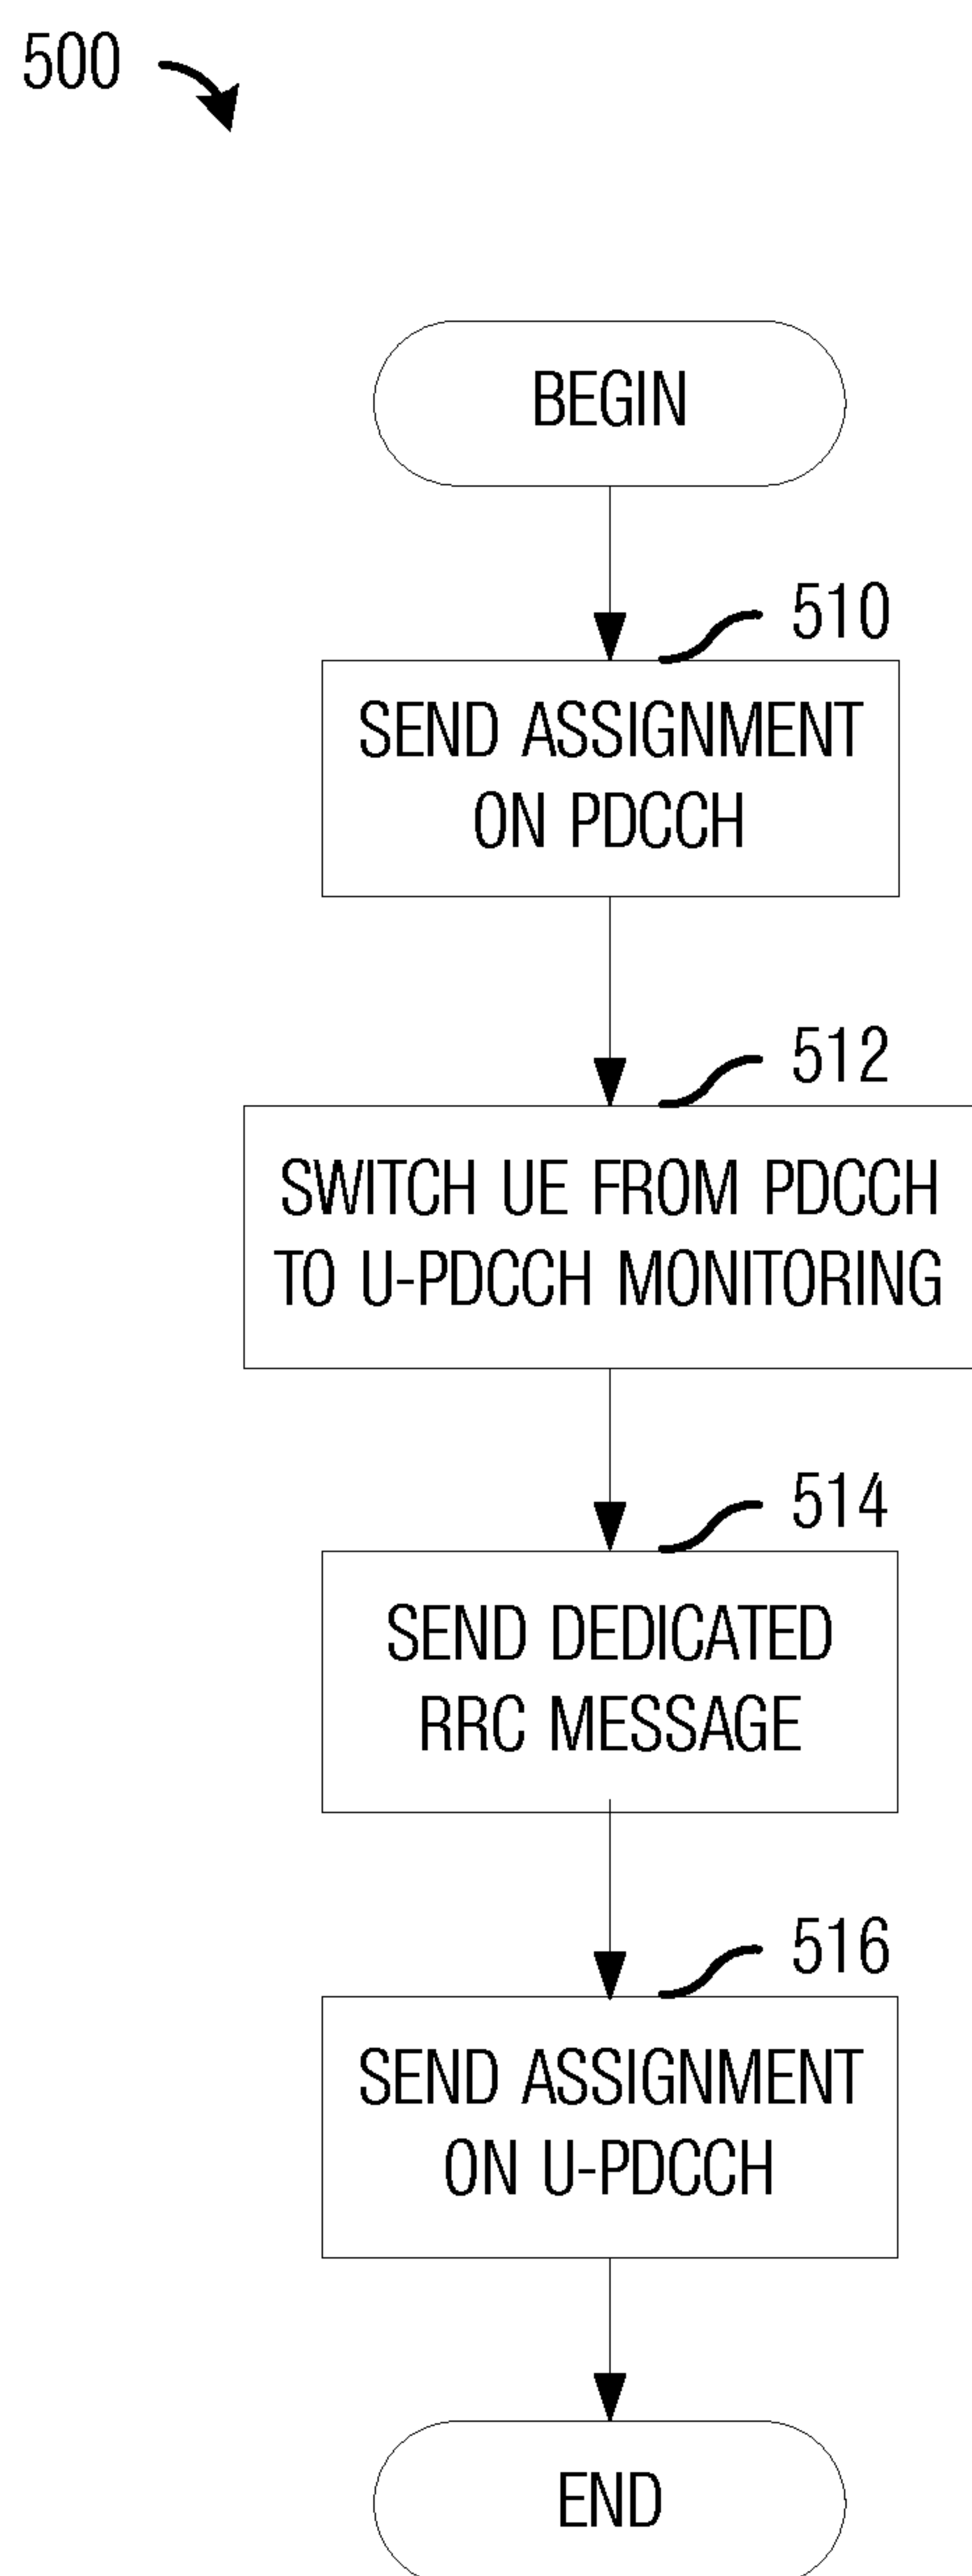 500
BEGIN
510
SEND ASSIGNMENT
ON PDCCH
512
SWITCH UE FROM PDCCH
TO U-PDCCH MONITORING
514
SEND DEDICATED
RRC MESSAGE
516
SEND ASSIGNMENT
ON U-PDCCH
END